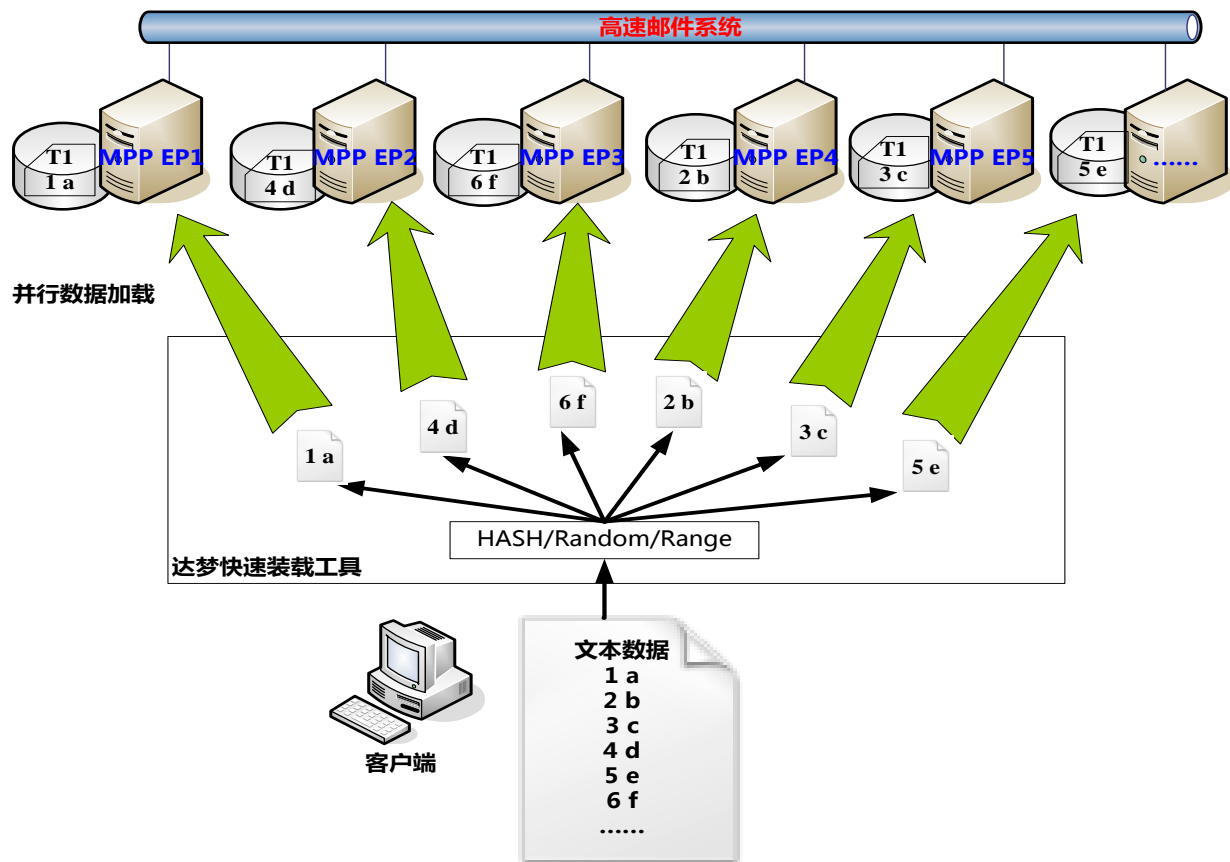 高速邮件系统
T1
1 a
MPP EP1
T1
4 d
MPP EP2
T1
6 f
MPP EP3
T1
2 b
MPP EP4
T1
3 c
MPP EP5
T1
5 e
......
并行数据加载
1 a
4 d
6 f
2 b
3 c
5 e
HASH/Random/Range
达梦快速装载工具
文本数据
1 a
2 b
3 c
4 d
5 e
6 f
......
客户端